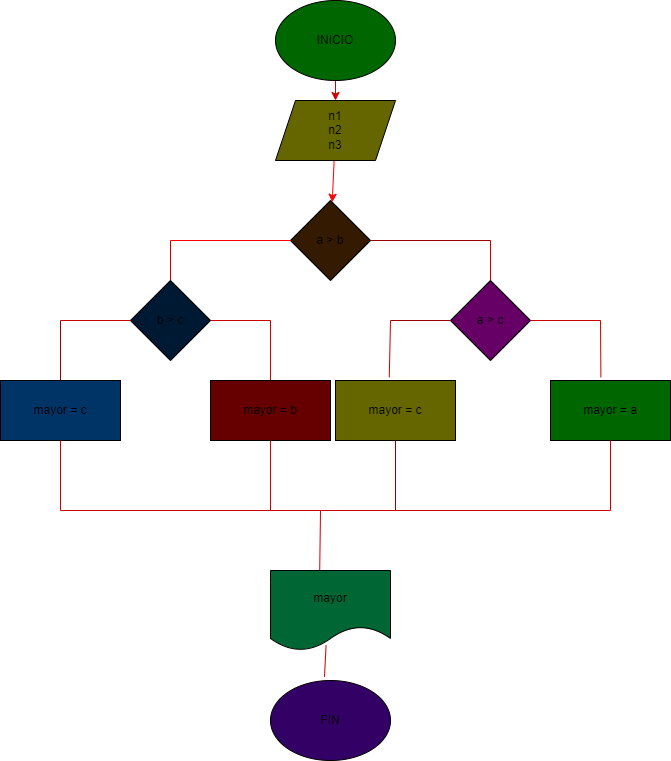 INICIO
n1
n2
n3
a > b
b > c
a > c
mayor = c
mayor = b
mayor = c
mayor = a
mayor
FIN